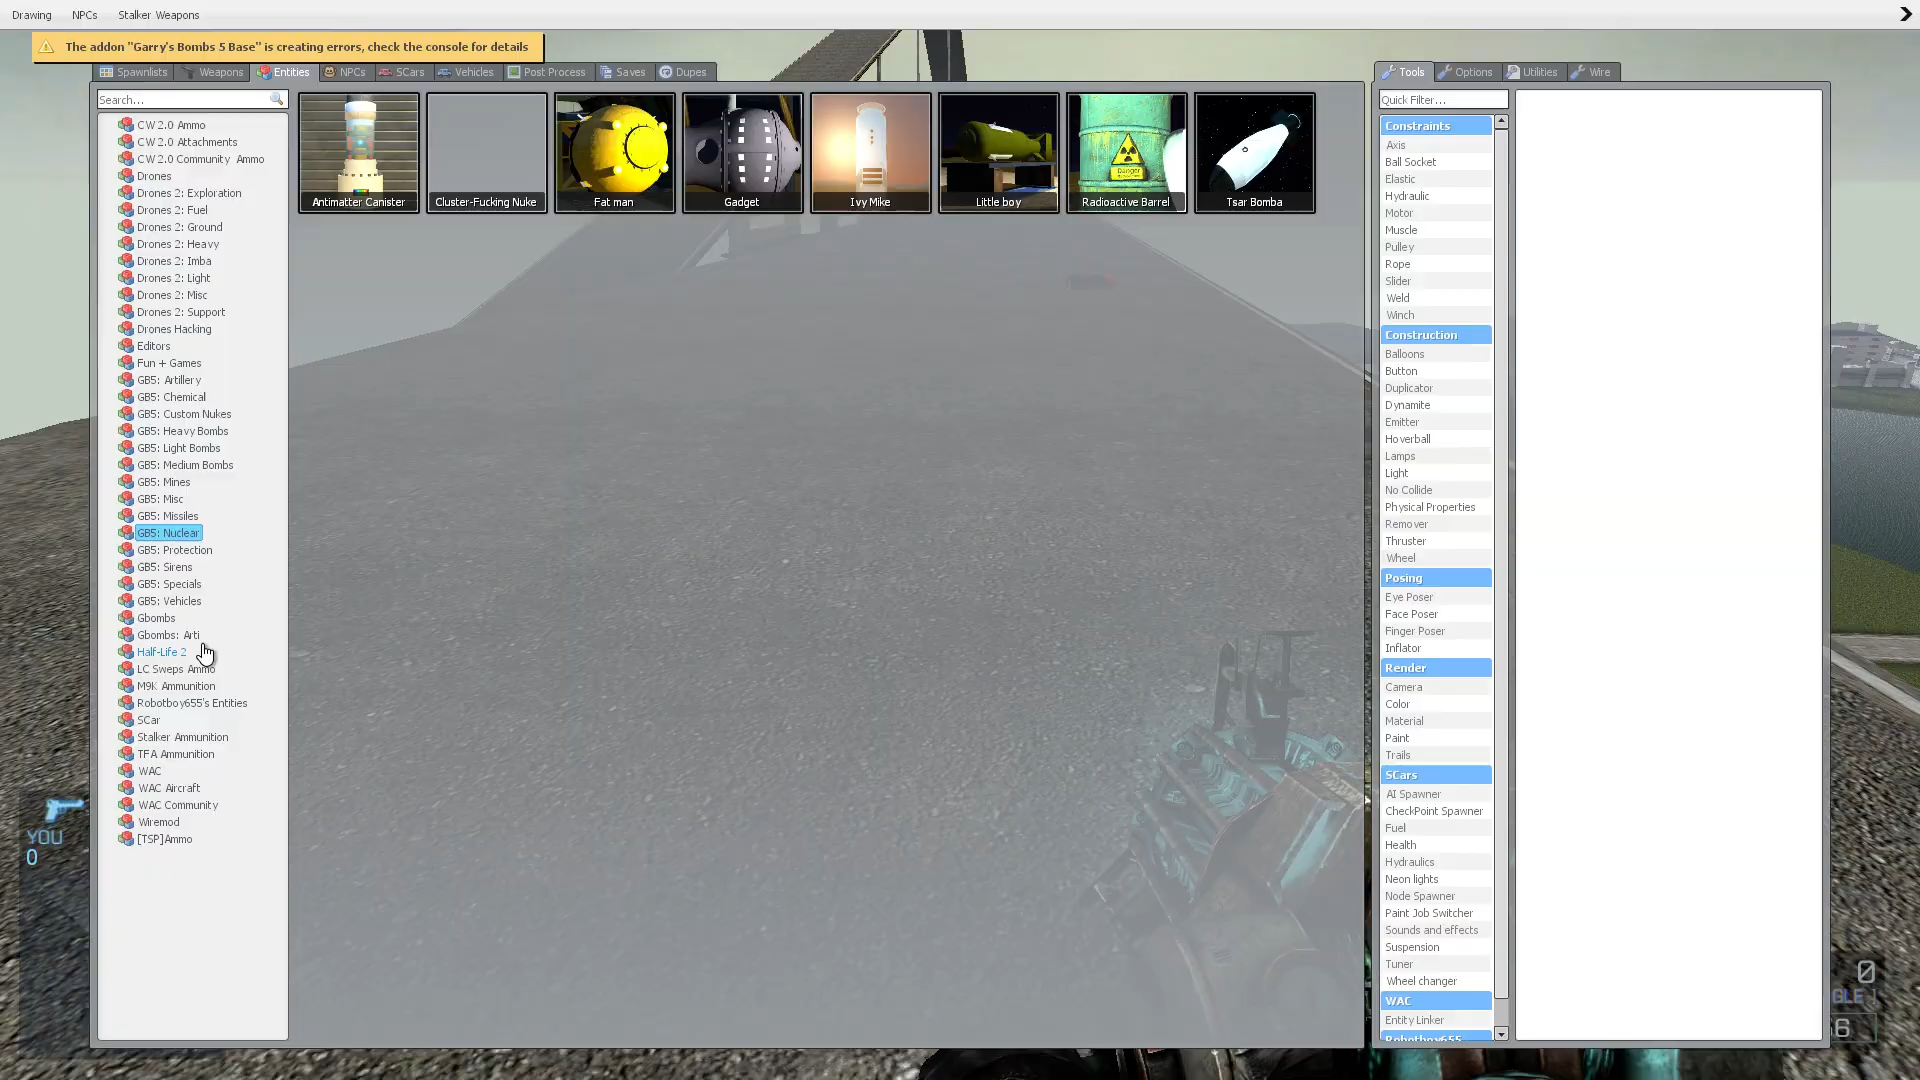 Drawing NPCs Stalker Weapons
The addon "Garry's Bombs 5 Base" is creating errors, check the console for details
Spawnlists Weapons Entities NPCs SCars Vehicles Post Process Saves Dupes
Search...
CW 2.0 Ammo
CW 2.0 Attachments
CW 2.0 Community Ammo
Drones
Drones 2: Exploration
Drones 2: Fuel
Drones 2: Ground
Drones 2: Heavy
Drones 2: Imba
Drones 2: Light
Drones 2: Misc
Drones 2: Support
Drones Hacking
Editors
Fun + Games
GB5: Artillery
GB5: Chemical
GB5: Custom Nukes
GB5: Heavy Bombs
GB5: Light Bombs
GB5: Medium Bombs
GB5: Mines
GB5: Misc
GB5: Missiles
GB5: Nuclear
GB5: Protection
GB5: Sirens
GB5: Specials
GB5: Vehicles
Gbombs
Gbombs: Arti
Half-Life 2
LC Sweps Ammo
M9K Ammunition
Robotboy655's Entities
SCar
Stalker Ammunition
TFA Ammunition
WAC
WAC Aircraft
WAC Community
Wiremod
[TSP]Ammo
Danger
Antimatter Canister Cluster-Fucking Nuke Fat man Gadget Ivy Mike Little boy Radioactive Barrel Tsar Bomba
Tools Options Utilities Wire
Quick Filter...
Constraints
Axis
Ball Socket
Elastic
Hydraulic
Motor
Muscle
Pulley
Rope
Slider
Weld
Winch
Construction
Balloons
Button
Duplicator
Dynamite
Emitter
Hoverball
Lamps
Light
No Collide
Physical Properties
Remover
Thruster
Wheel
Posing
Eye Poser
Face Poser
Finger Poser
Inflator
Render
Camera
Color
Material
Paint
Trails
SCars
AI Spawner
CheckPoint Spawner
Fuel
Health
Hydraulics
Neon lights
Node Spawner
Paint Job Switcher
Sounds and effects
Suspension
Tuner
Wheel changer
WAC
Entity Linker
Robotboy655
YOU
0
0